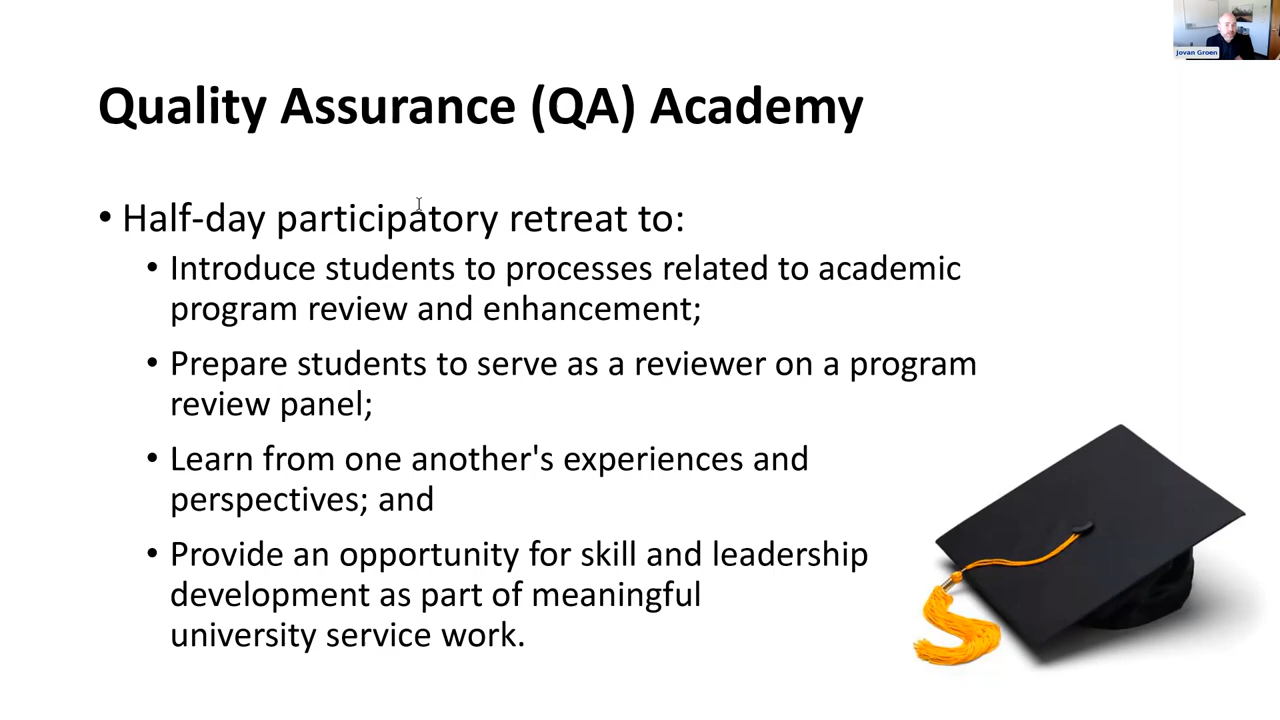 Jovan Groen
Quality Assurance (QA) Academy
• Half-day participatory retreat to:
• Introduce students to processes related to academic
program review and enhancement;
• Prepare students to serve as a reviewer on a program
review panel;
• Learn from one another's experiences and
perspectives; and
• Provide an opportunity for skill and leadership
development as part of meaningful
university service work.